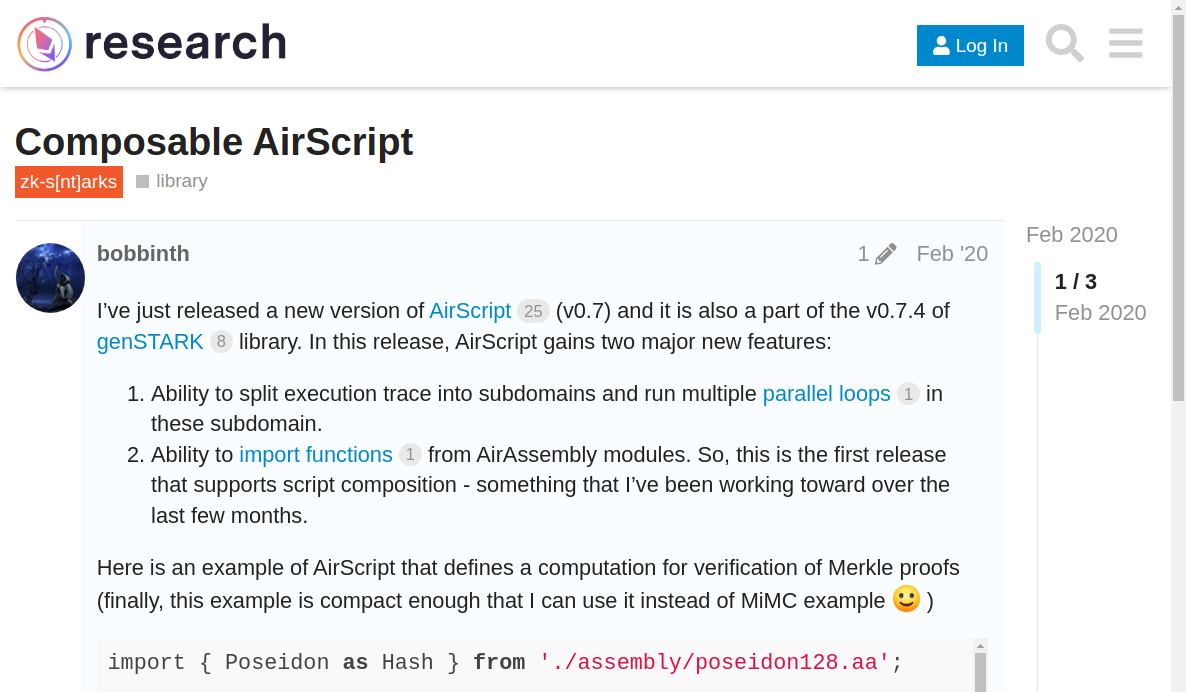 research
Log In
Composable AirScript
zk-s[nt]arks library
bobbinth 1 Feb '20
Feb 2020
1 / 3
Feb 2020
I’ve just released a new version of AirScript 25 (v0.7) and it is also a part of the v0.7.4 of
genSTARK 8 library. In this release, AirScript gains two major new features:
1. Ability to split execution trace into subdomains and run multiple parallel loops 1 in
these subdomain.
2. Ability to import functions 1 from AirAssembly modules. So, this is the first release
that supports script composition - something that I’ve been working toward over the
last few months.
Here is an example of AirScript that defines a computation for verification of Merkle proofs
(finally, this example is compact enough that I can use it instead of MiMC example 🙂 )
import { Poseidon as Hash } from './assembly/poseidon128.aa';